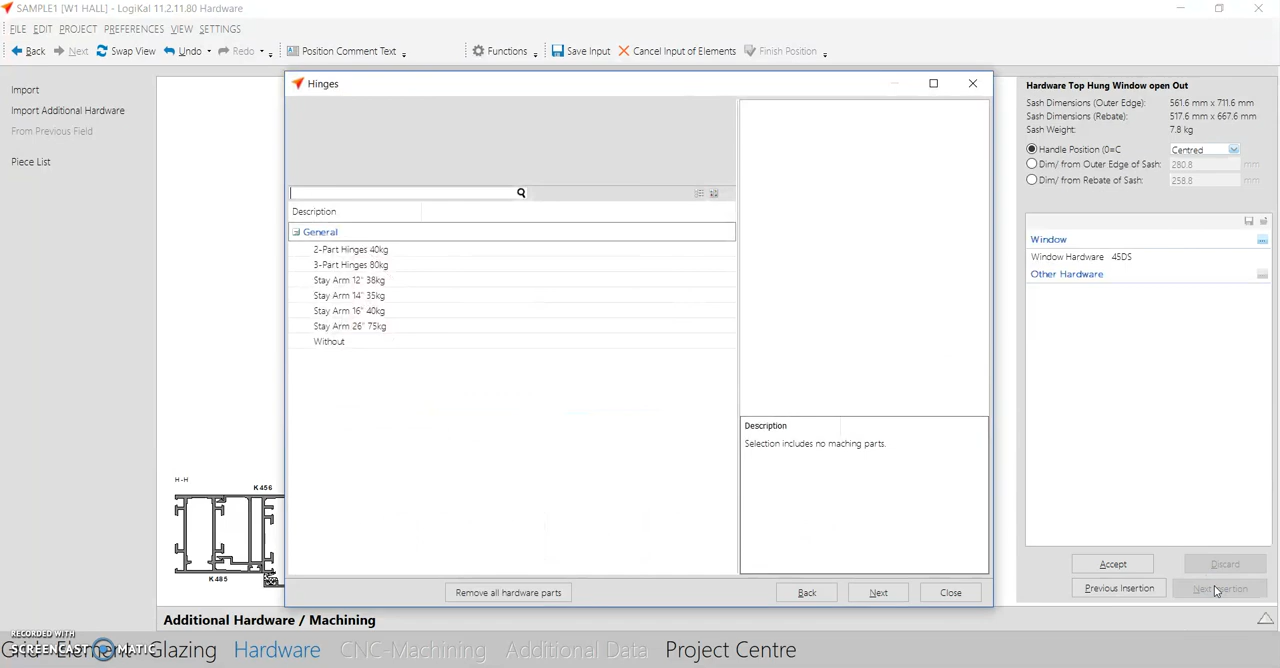 SAMPLE1 [W1 HALL] - LogiKal 11.2.11.80 Hardware
FILE EDIT PROJECT PREFERENCES VIEW SETTINGS
Back Next Swap View Undo Redo Position Comment Text Functions Save Input Cancel Input of Elements Finish Position
Import
Import Additional Hardware
From Previous Field
Piece List
Hinges
Description
General
2-Part Hinges 40kg
3-Part Hinges 80kg
Stay Arm 12" 38kg
Stay Arm 14" 35kg
Stay Arm 16" 40kg
Stay Arm 26" 75kg
Without
Description
Selection includes no maching parts.
Remove all hardware parts Back Next Close
Hardware Top Hung Window open Out
Sash Dimensions (Outer Edge): 561.6 mm x 711.6 mm
Sash Dimensions (Rebate): 517.6 mm x 667.6 mm
Sash Weight: 7.8 kg
Handle Position (0=C Centred
Dim/ from Outer Edge of Sash: 280.8 mm
Dim/ from Rebate of Sash: 258.8 mm
Window
Window Hardware 45DS
Other Hardware
Accept Discard
Previous Insertion Next Insertion
H-H
K456
K485
Additional Hardware / Machining
RECORDED WITH
SCREENCAST MATIC
Grid Element Glazing Hardware CNC-Machining Additional Data Project Centre